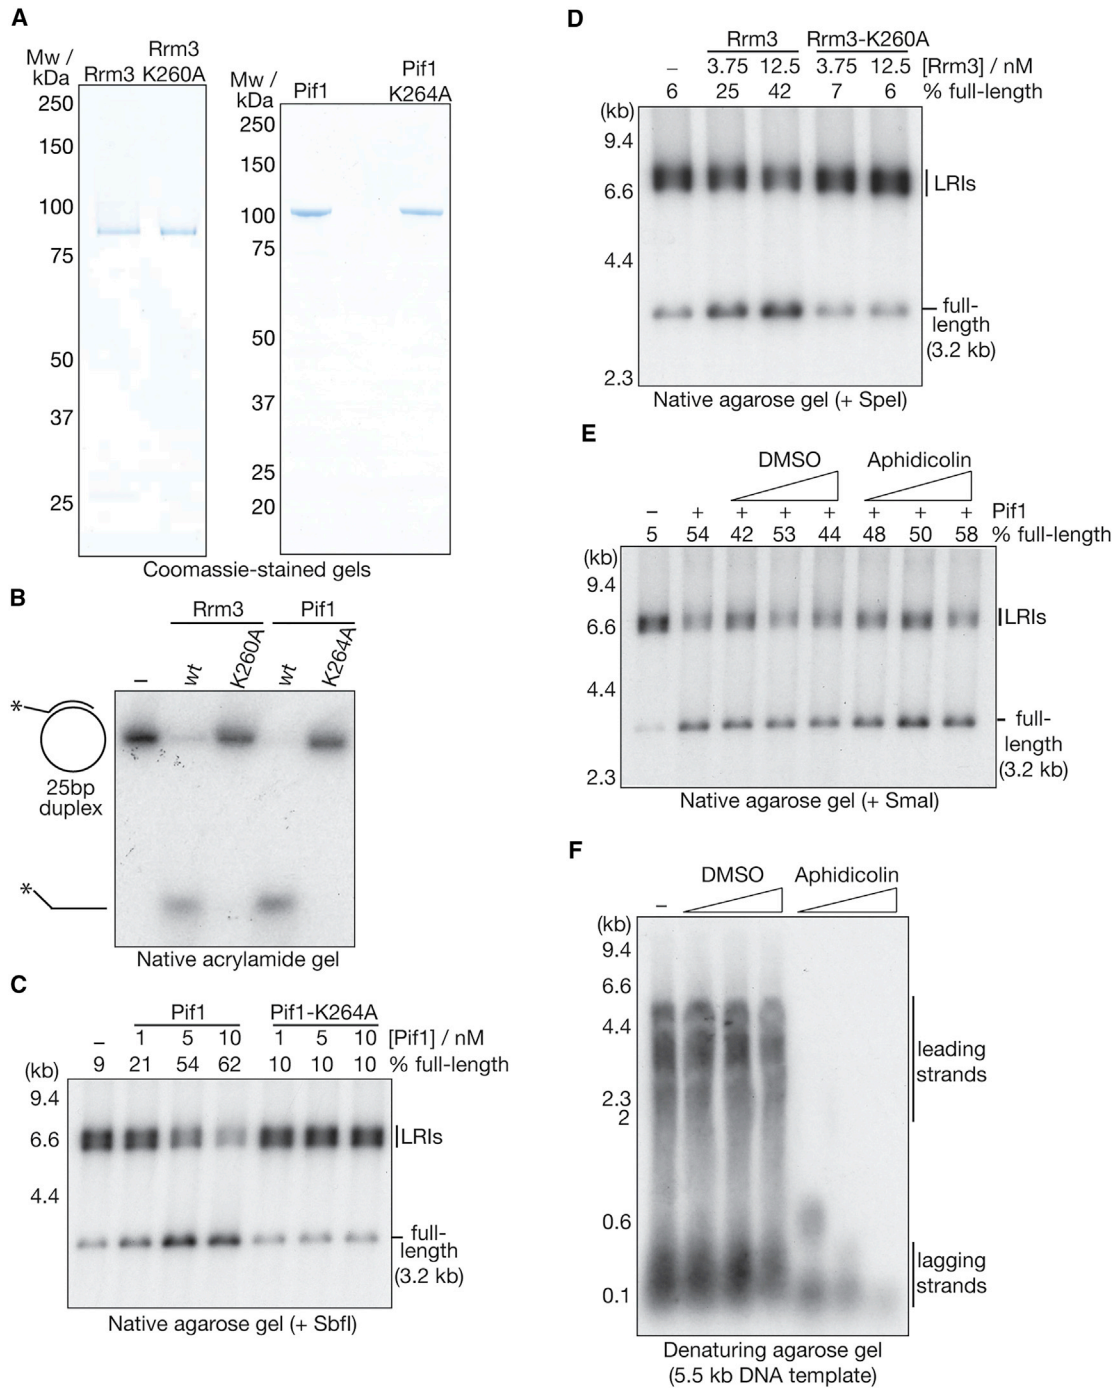 A
Mw /
kDa
Rrm3
Rrm3
K260A
250
150
100
75
50
37
25
Mw /
kDa
Pif1
Pif1
K264A
250
150
100
75
50
37
25
20
Coomassie-stained gels
B
Rrm3 Pif1
– wt K260A wt K264A
*
25bp
duplex
*
Native acrylamide gel
C
Pif1 Pif1-K264A
– 1 5 10 1 5 10 [Pif1] / nM
9 21 54 62 10 10 10 % full-length
(kb)
9.4
6.6
4.4
LRIs
full-
length
(3.2 kb)
Native agarose gel (+ SbfI)
D
Rrm3 Rrm3-K260A
– 3.75 12.5 3.75 12.5 [Rrm3] / nM
6 25 42 7 6 % full-length
(kb)
9.4
6.6
4.4
2.3
LRIs
full-
length
(3.2 kb)
Native agarose gel (+ SpeI)
E
DMSO Aphidicolin
– + + + + + + + Pif1
5 54 42 53 44 48 50 58 % full-length
(kb)
9.4
6.6
4.4
2.3
LRIs
full-
length
(3.2 kb)
Native agarose gel (+ SmaI)
F
DMSO Aphidicolin
–
(kb)
9.4
6.6
4.4
2.3
2
0.6
0.1
leading
strands
lagging
strands
Denaturing agarose gel
(5.5 kb DNA template)